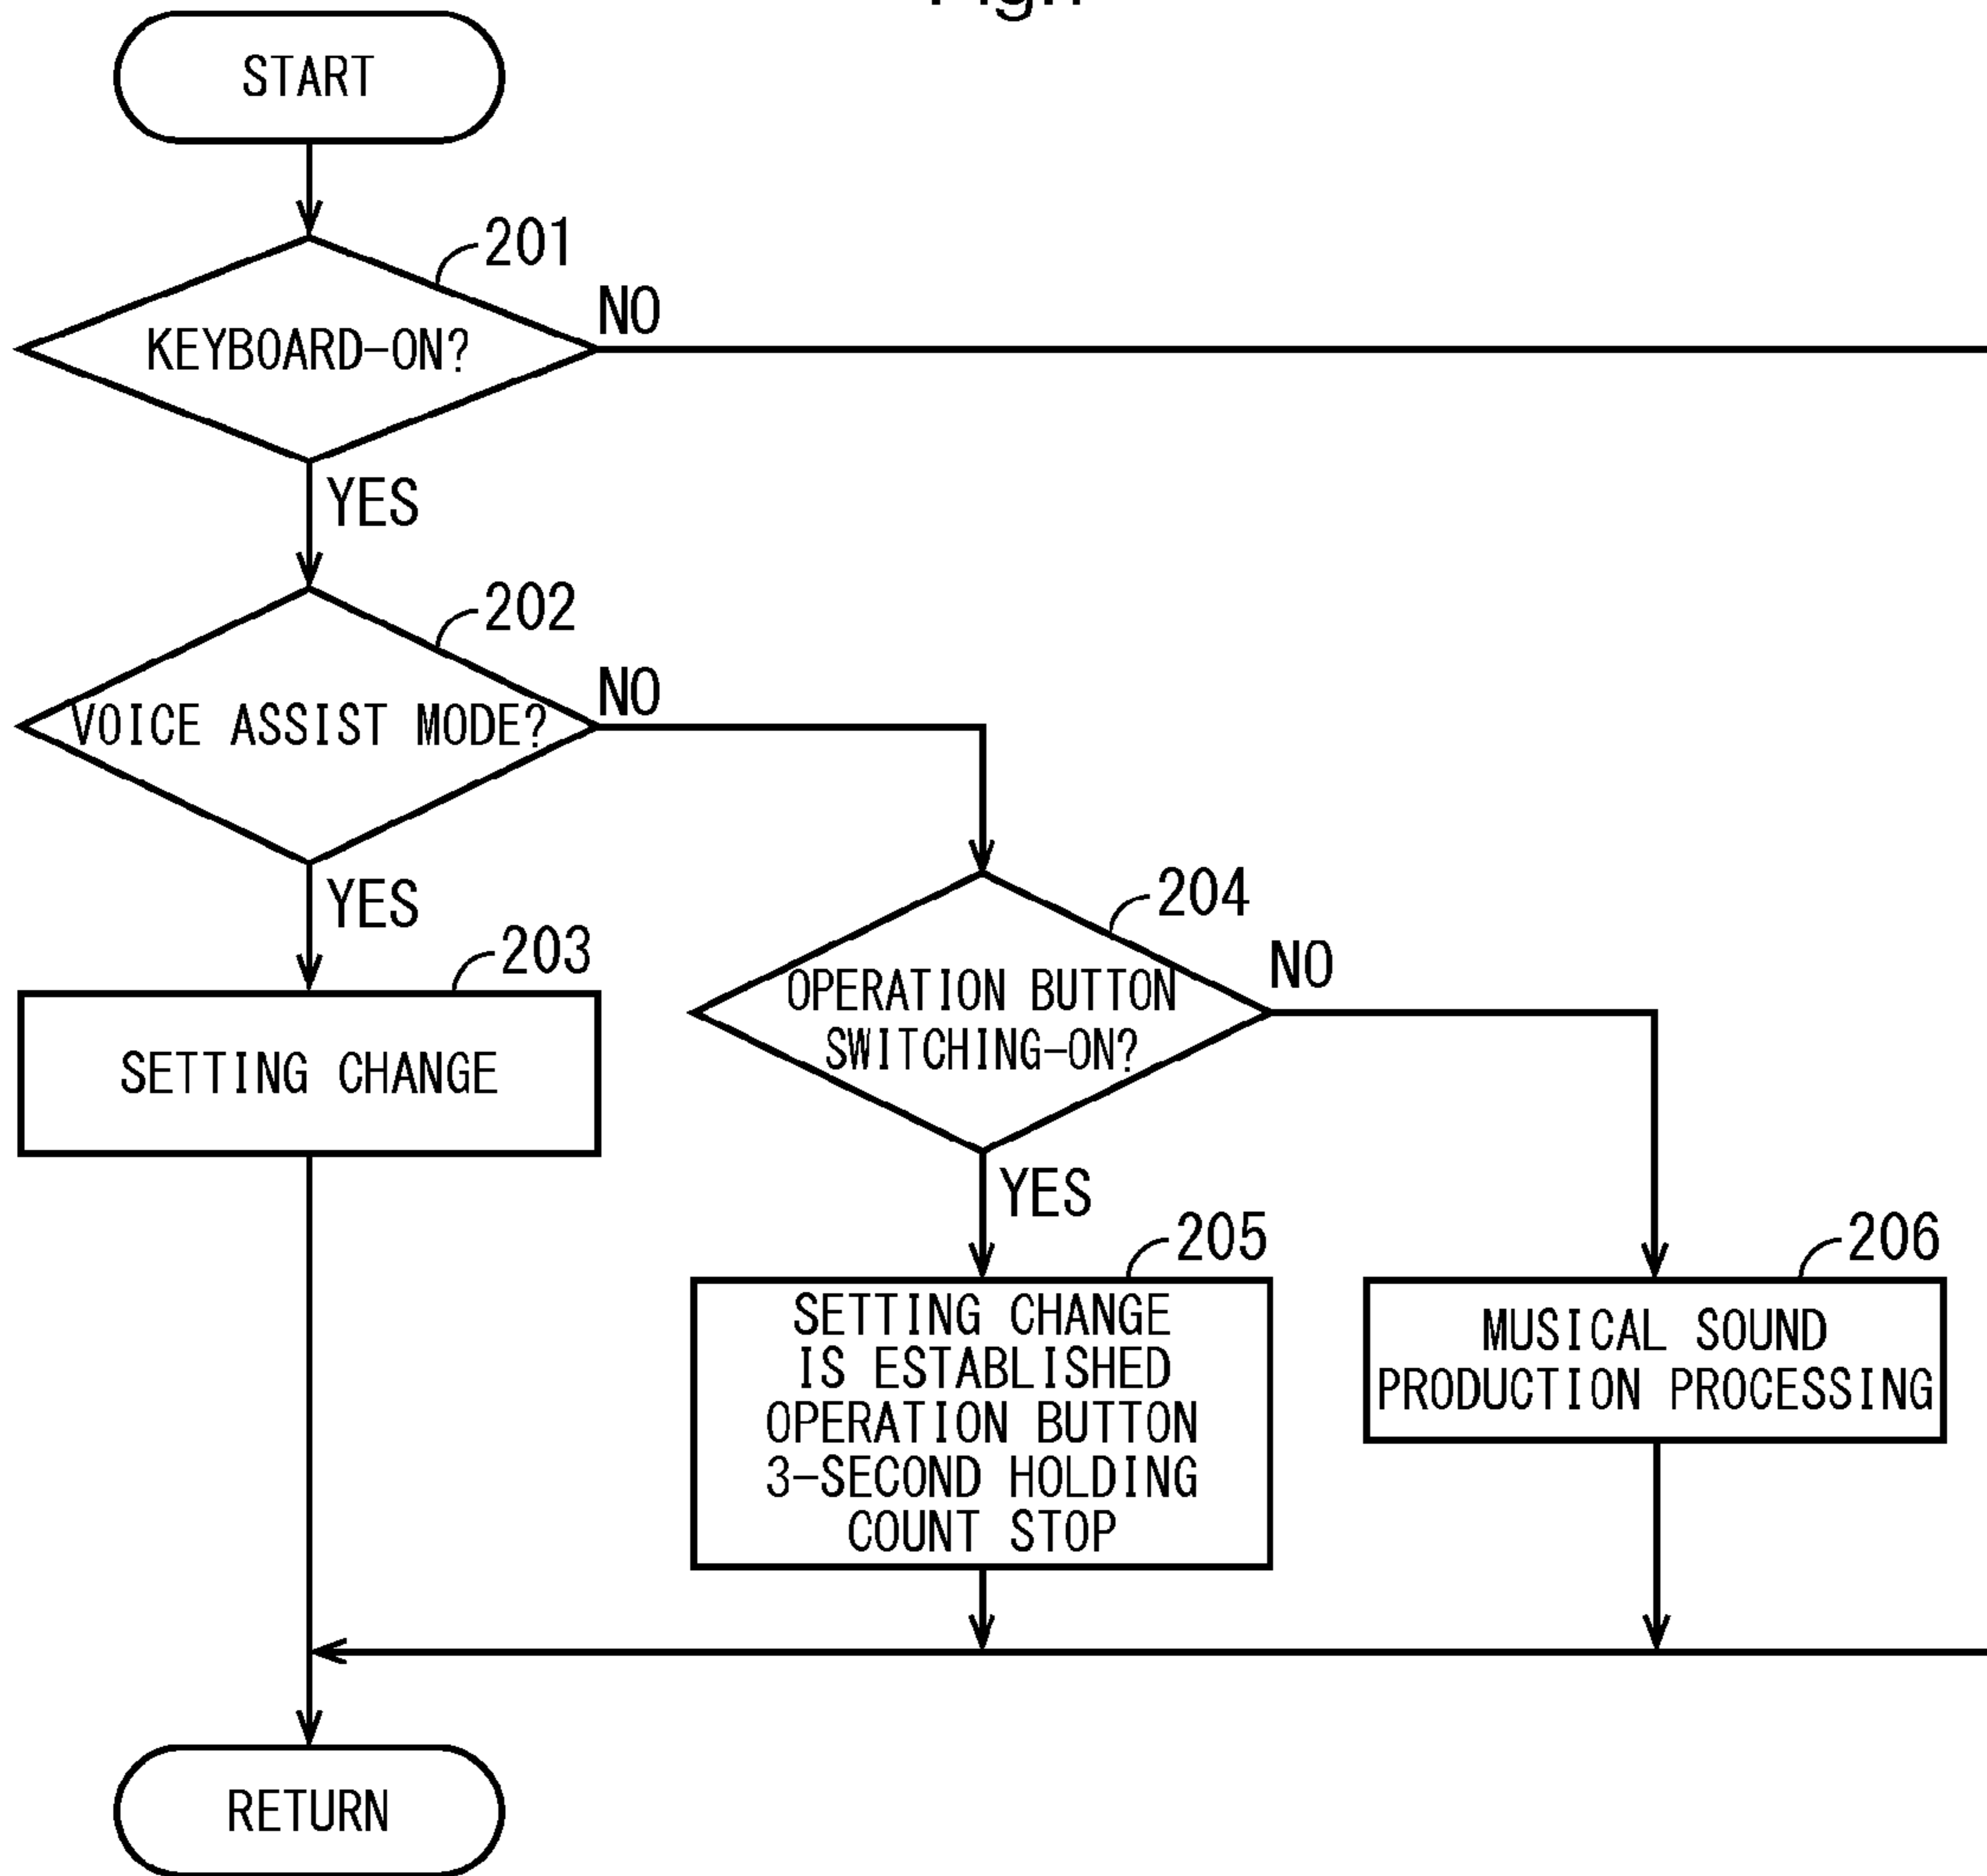 START
201
KEYBOARD-ON?
NO
YES
202
VOICE ASSIST MODE?
NO
YES
203
SETTING CHANGE
204
OPERATION BUTTON
SWITCHING-ON?
NO
YES
205
SETTING CHANGE
IS ESTABLISHED
OPERATION BUTTON
3-SECOND HOLDING
COUNT STOP
206
MUSICAL SOUND
PRODUCTION PROCESSING
RETURN